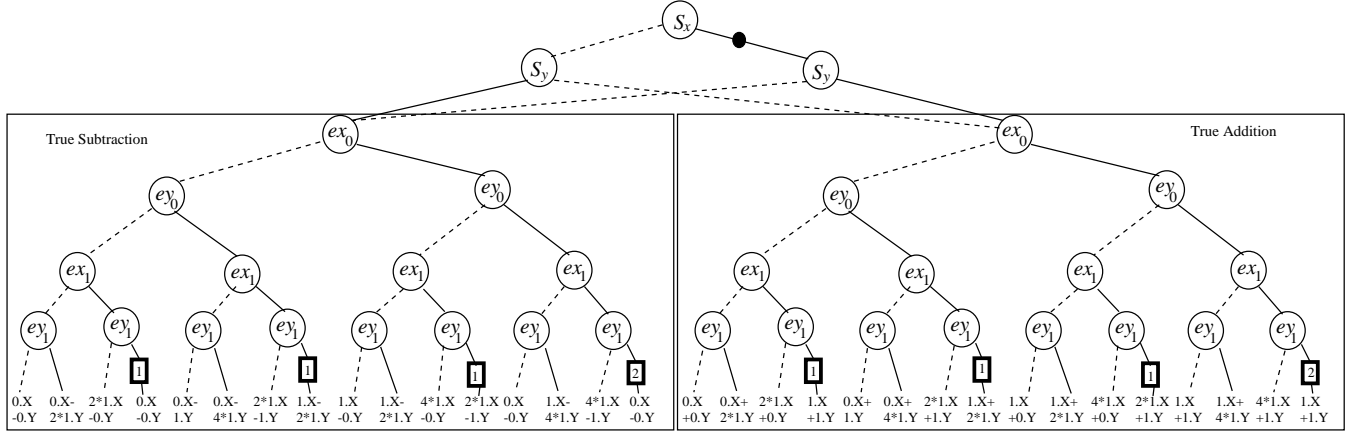 Sx
Sy Sy
ex0 ex0
True Subtraction True Addition
ey0 ey0 ey0 ey0
ex1 ex1 ex1 ex1 ex1 ex1 ex1 ex1
ey1 ey1 ey1 ey1 ey1 ey1 ey1 ey1 ey1 ey1 ey1 ey1 ey1 ey1 ey1 ey1
1 1 1 2 1 1 1 2
0.X 0.X- 2*1.X 0.X 0.X- 0.X- 2*1.X 1.X- 1.X 1.X- 4*1.X 2*1.X 0.X 1.X- 4*1.X 0.X 0.X 0.X+ 2*1.X 1.X 0.X+ 0.X+ 2*1.X 1.X+ 1.X 1.X+ 4*1.X 2*1.X 1.X 1.X+ 4*1.X 1.X
-0.Y 2*1.Y -0.Y -0.Y 1.Y 4*1.Y -1.Y 2*1.Y -0.Y 2*1.Y -0.Y -1.Y -0.Y 4*1.Y -1.Y -0.Y +0.Y 2*1.Y +0.Y +1.Y 1.Y 4*1.Y +1.Y 2*1.Y +0.Y 2*1.Y +0.Y +1.Y +1.Y 4*1.Y +1.Y +1.Y